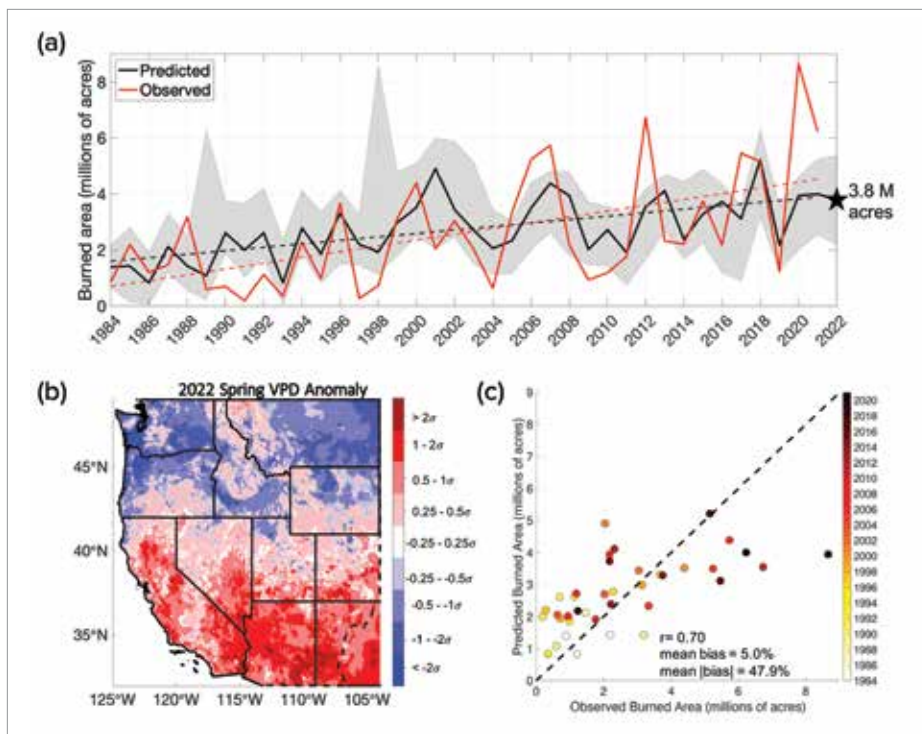 (a)
Burned area (millions of acres)
8
6
4
2
0
Predicted
Observed
3.8 M
acres
1984
1986
1988
1990
1992
1994
1996
1998
2000
2002
2004
2006
2008
2010
2012
2014
2016
2018
2020
2022
(b)
2022 Spring VPD Anomaly
45°N
40°N
35°N
125°W
120°W
115°W
110°W
105°W
> 2σ
1 - 2σ
0.5 - 1σ
0.25 - 0.5σ
-0.25 - 0.25σ
-0.25 - -0.5σ
-0.5 - -1σ
-1 - -2σ
< -2σ
(c)
Predicted Burned Area (millions of acres)
9
8
7
6
5
4
3
2
1
0
r= 0.70
mean bias = 5.0%
mean |bias| = 47.9%
0
2
4
6
8
Observed Burned Area (millions of acres)
2020
2018
2016
2014
2012
2010
2008
2006
2004
2002
2000
1998
1996
1994
1992
1990
1988
1986
1984